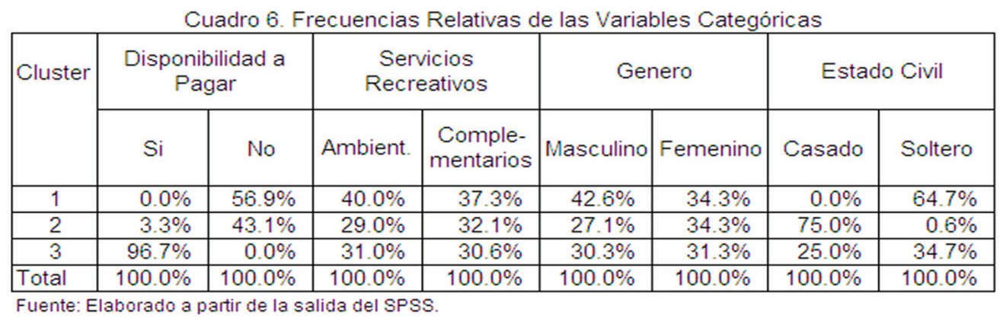 Cuadro 6. Frecuencias Relativas de las Variables Categóricas
Cluster Disponibilidad a Pagar Servicios Recreativos Genero Estado Civil
Si No Ambient. Comple-mentarios Masculino Femenino Casado Soltero
1 0.0% 56.9% 40.0% 37.3% 42.6% 34.3% 0.0% 64.7%
2 3.3% 43.1% 29.0% 32.1% 27.1% 34.3% 75.0% 0.6%
3 96.7% 0.0% 31.0% 30.6% 30.3% 31.3% 25.0% 34.7%
Total 100.0% 100.0% 100.0% 100.0% 100.0% 100.0% 100.0% 100.0%
Fuente: Elaborado a partir de la salida del SPSS.